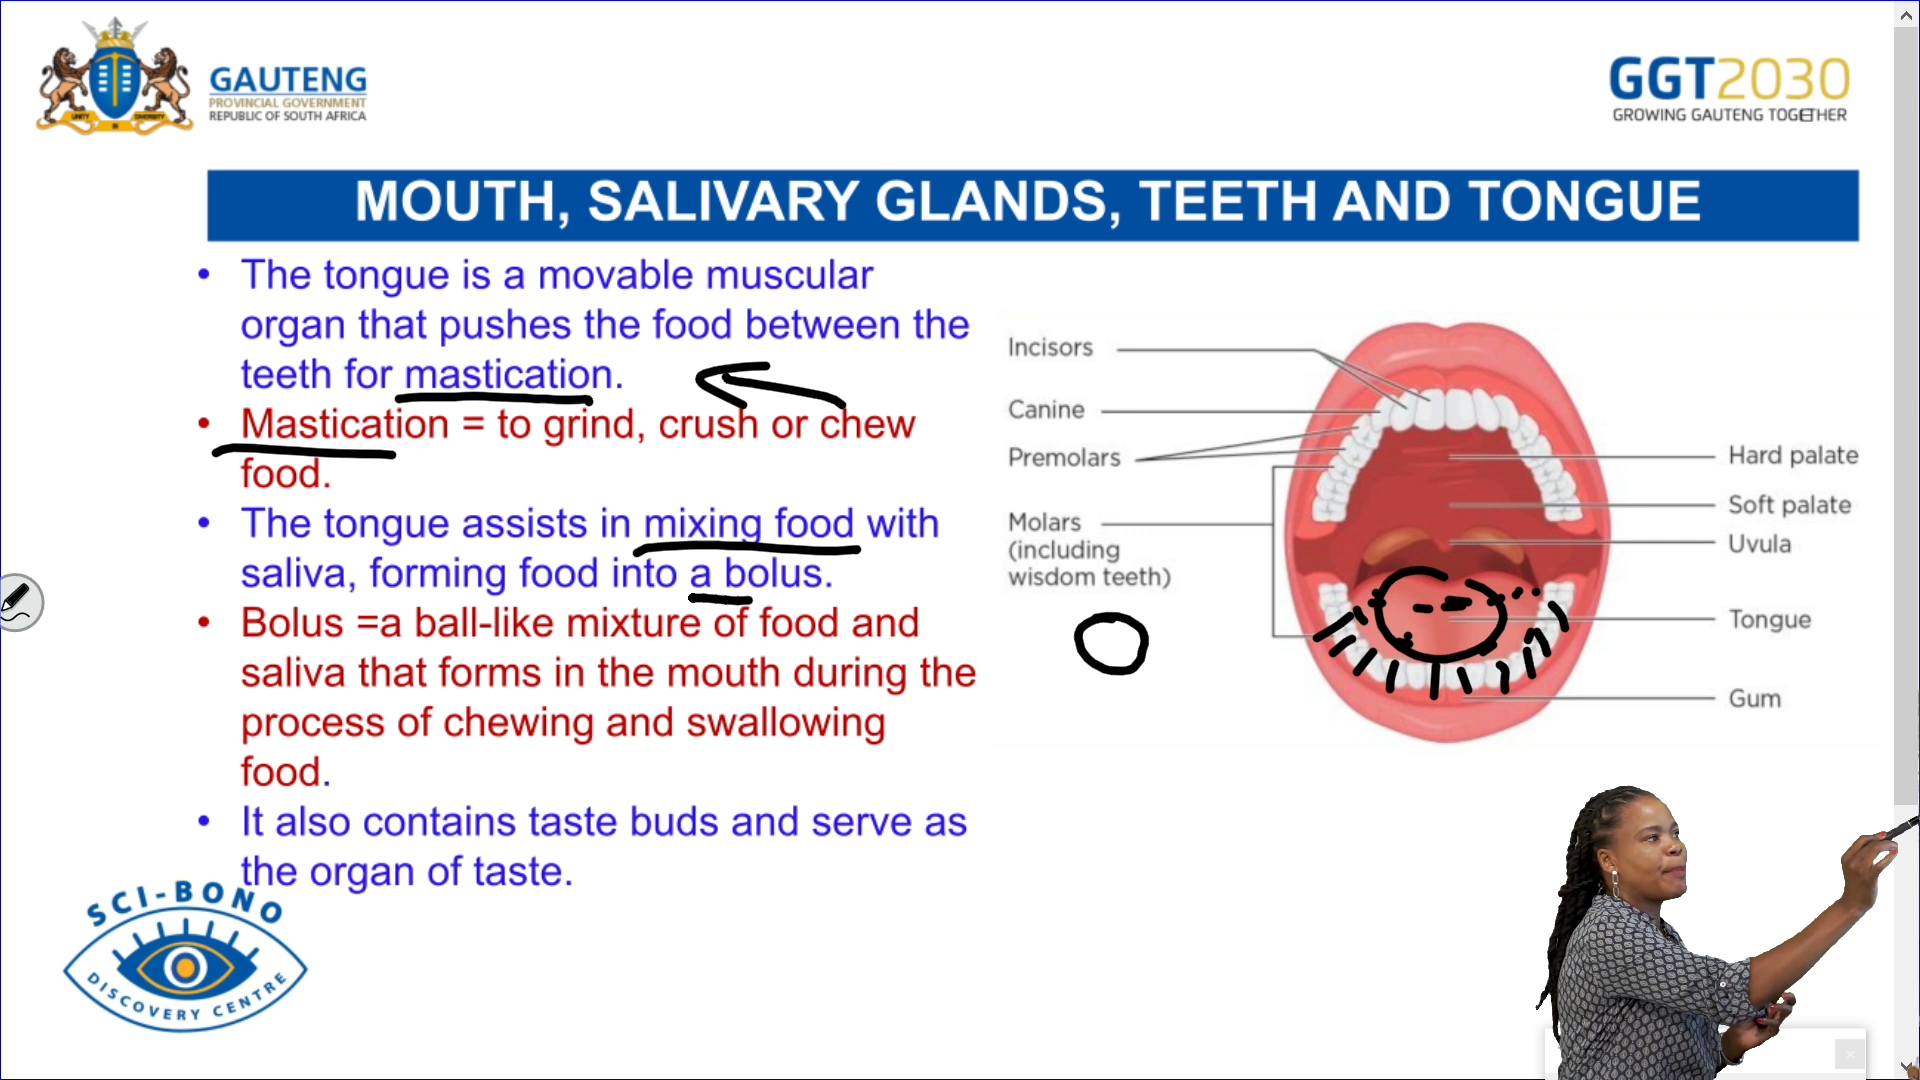 GAUTENG
PROVINCIAL GOVERNMENT
REPUBLIC OF SOUTH AFRICA
UNITY IN DIVERSITY
GGT2030
GROWING GAUTENG TOGETHER
MOUTH, SALIVARY GLANDS, TEETH AND TONGUE
• The tongue is a movable muscular
organ that pushes the food between the
teeth for mastication.
• Mastication = to grind, crush or chew
food.
• The tongue assists in mixing food with
saliva, forming food into a bolus.
• Bolus =a ball-like mixture of food and
saliva that forms in the mouth during the
process of chewing and swallowing
food.
• It also contains taste buds and serve as
the organ of taste.
Incisors
Canine
Premolars
Molars
(including
wisdom teeth)
Hard palate
Soft palate
Uvula
Tongue
Gum
SCI-BONO
DISCOVERY CENTRE